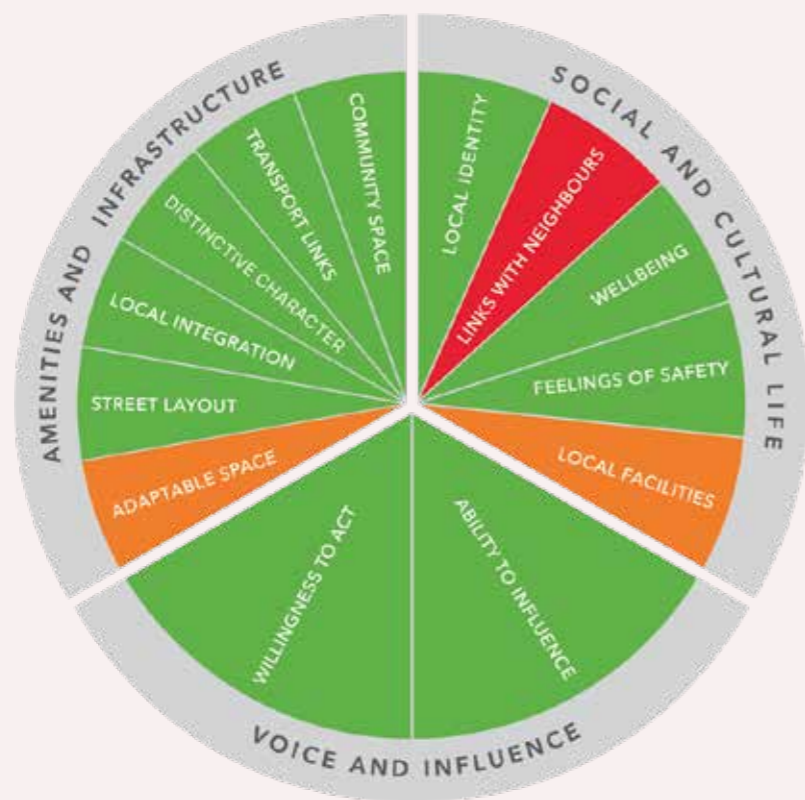 AMENITIES AND INFRASTRUCTURE
COMMUNITY SPACE
TRANSPORT LINKS
DISTINCTIVE CHARACTER
LOCAL INTEGRATION
STREET LAYOUT
ADAPTABLE SPACE
SOCIAL AND CULTURAL LIFE
LOCAL IDENTITY
LINKS WITH NEIGHBOURS
WELLBEING
FEELINGS OF SAFETY
LOCAL FACILITIES
VOICE AND INFLUENCE
WILLINGNESS TO ACT
ABILITY TO INFLUENCE